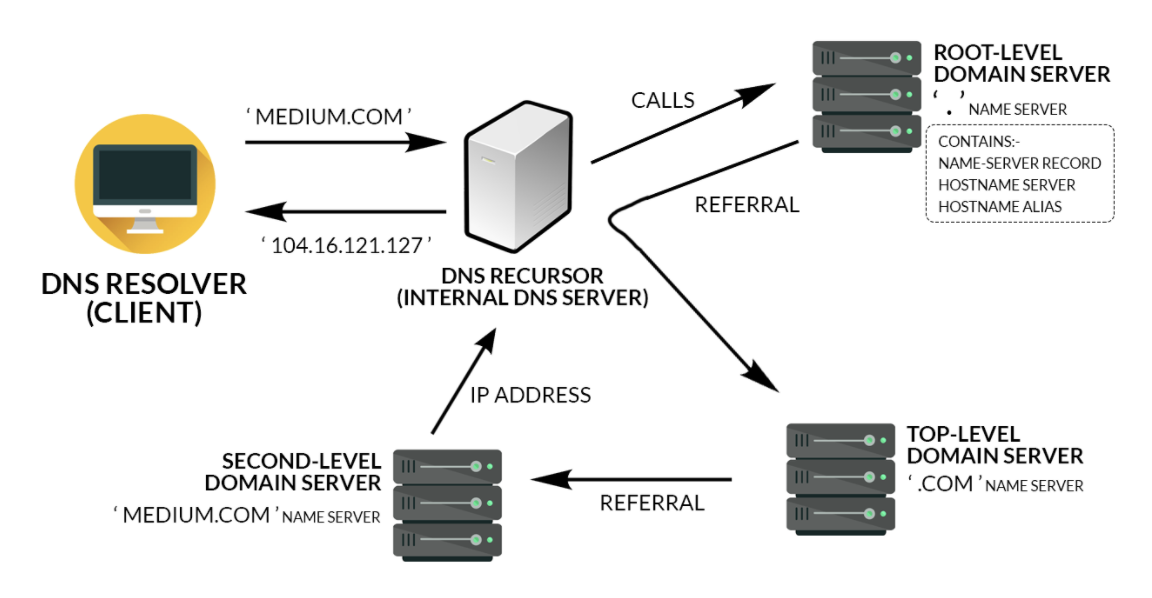 ROOT-LEVEL
DOMAIN SERVER
' . ' NAME SERVER
CONTAINS:-
NAME-SERVER RECORD
HOSTNAME SERVER
HOSTNAME ALIAS
CALLS
' MEDIUM.COM '
REFERRAL
' 104.16.121.127 '
DNS RESOLVER
(CLIENT)
DNS RECURSOR
(INTERNAL DNS SERVER)
IP ADDRESS
SECOND-LEVEL
DOMAIN SERVER
' MEDIUM.COM ' NAME SERVER
REFERRAL
TOP-LEVEL
DOMAIN SERVER
' .COM ' NAME SERVER